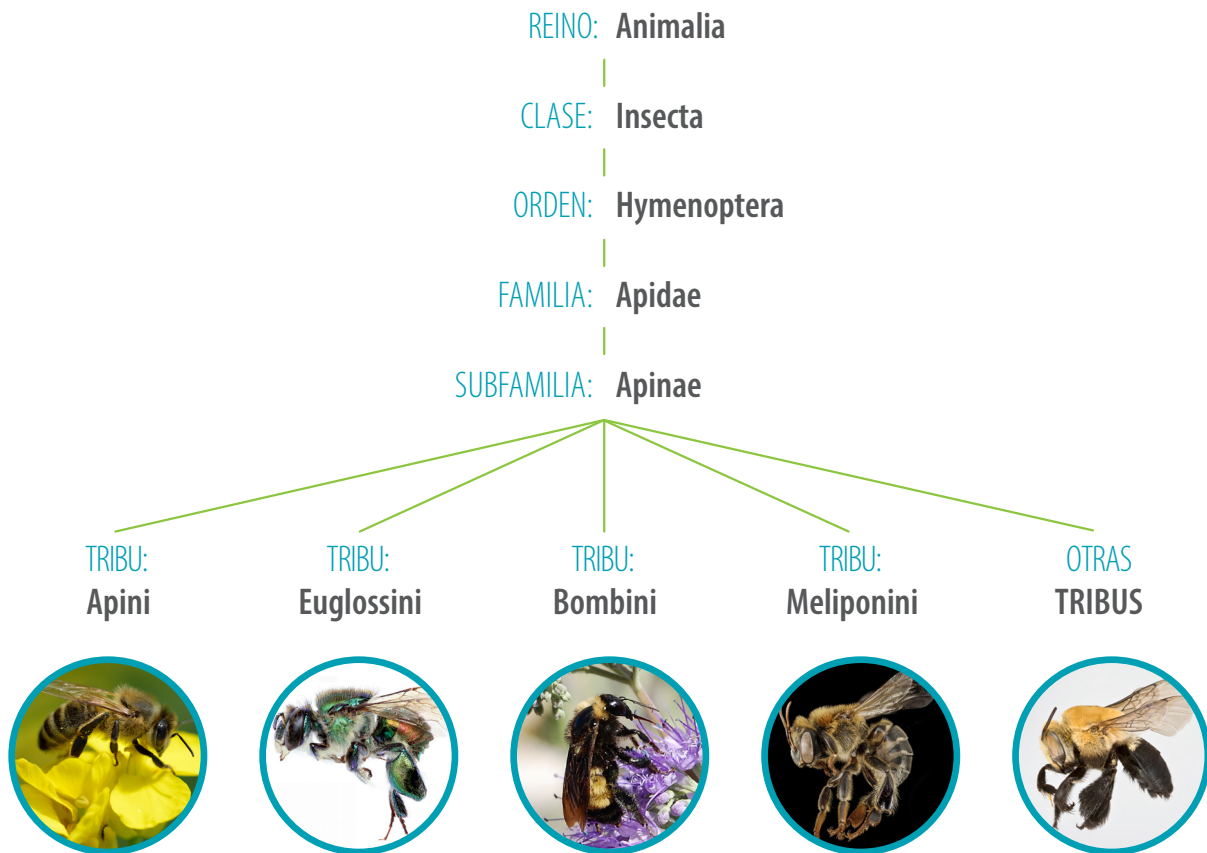 REINO: Animalia
CLASE: Insecta
ORDEN: Hymenoptera
FAMILIA: Apidae
SUBFAMILIA: Apinae
TRIBU:
Apini
TRIBU:
Euglossini
TRIBU:
Bombini
TRIBU:
Meliponini
OTRAS
TRIBUS